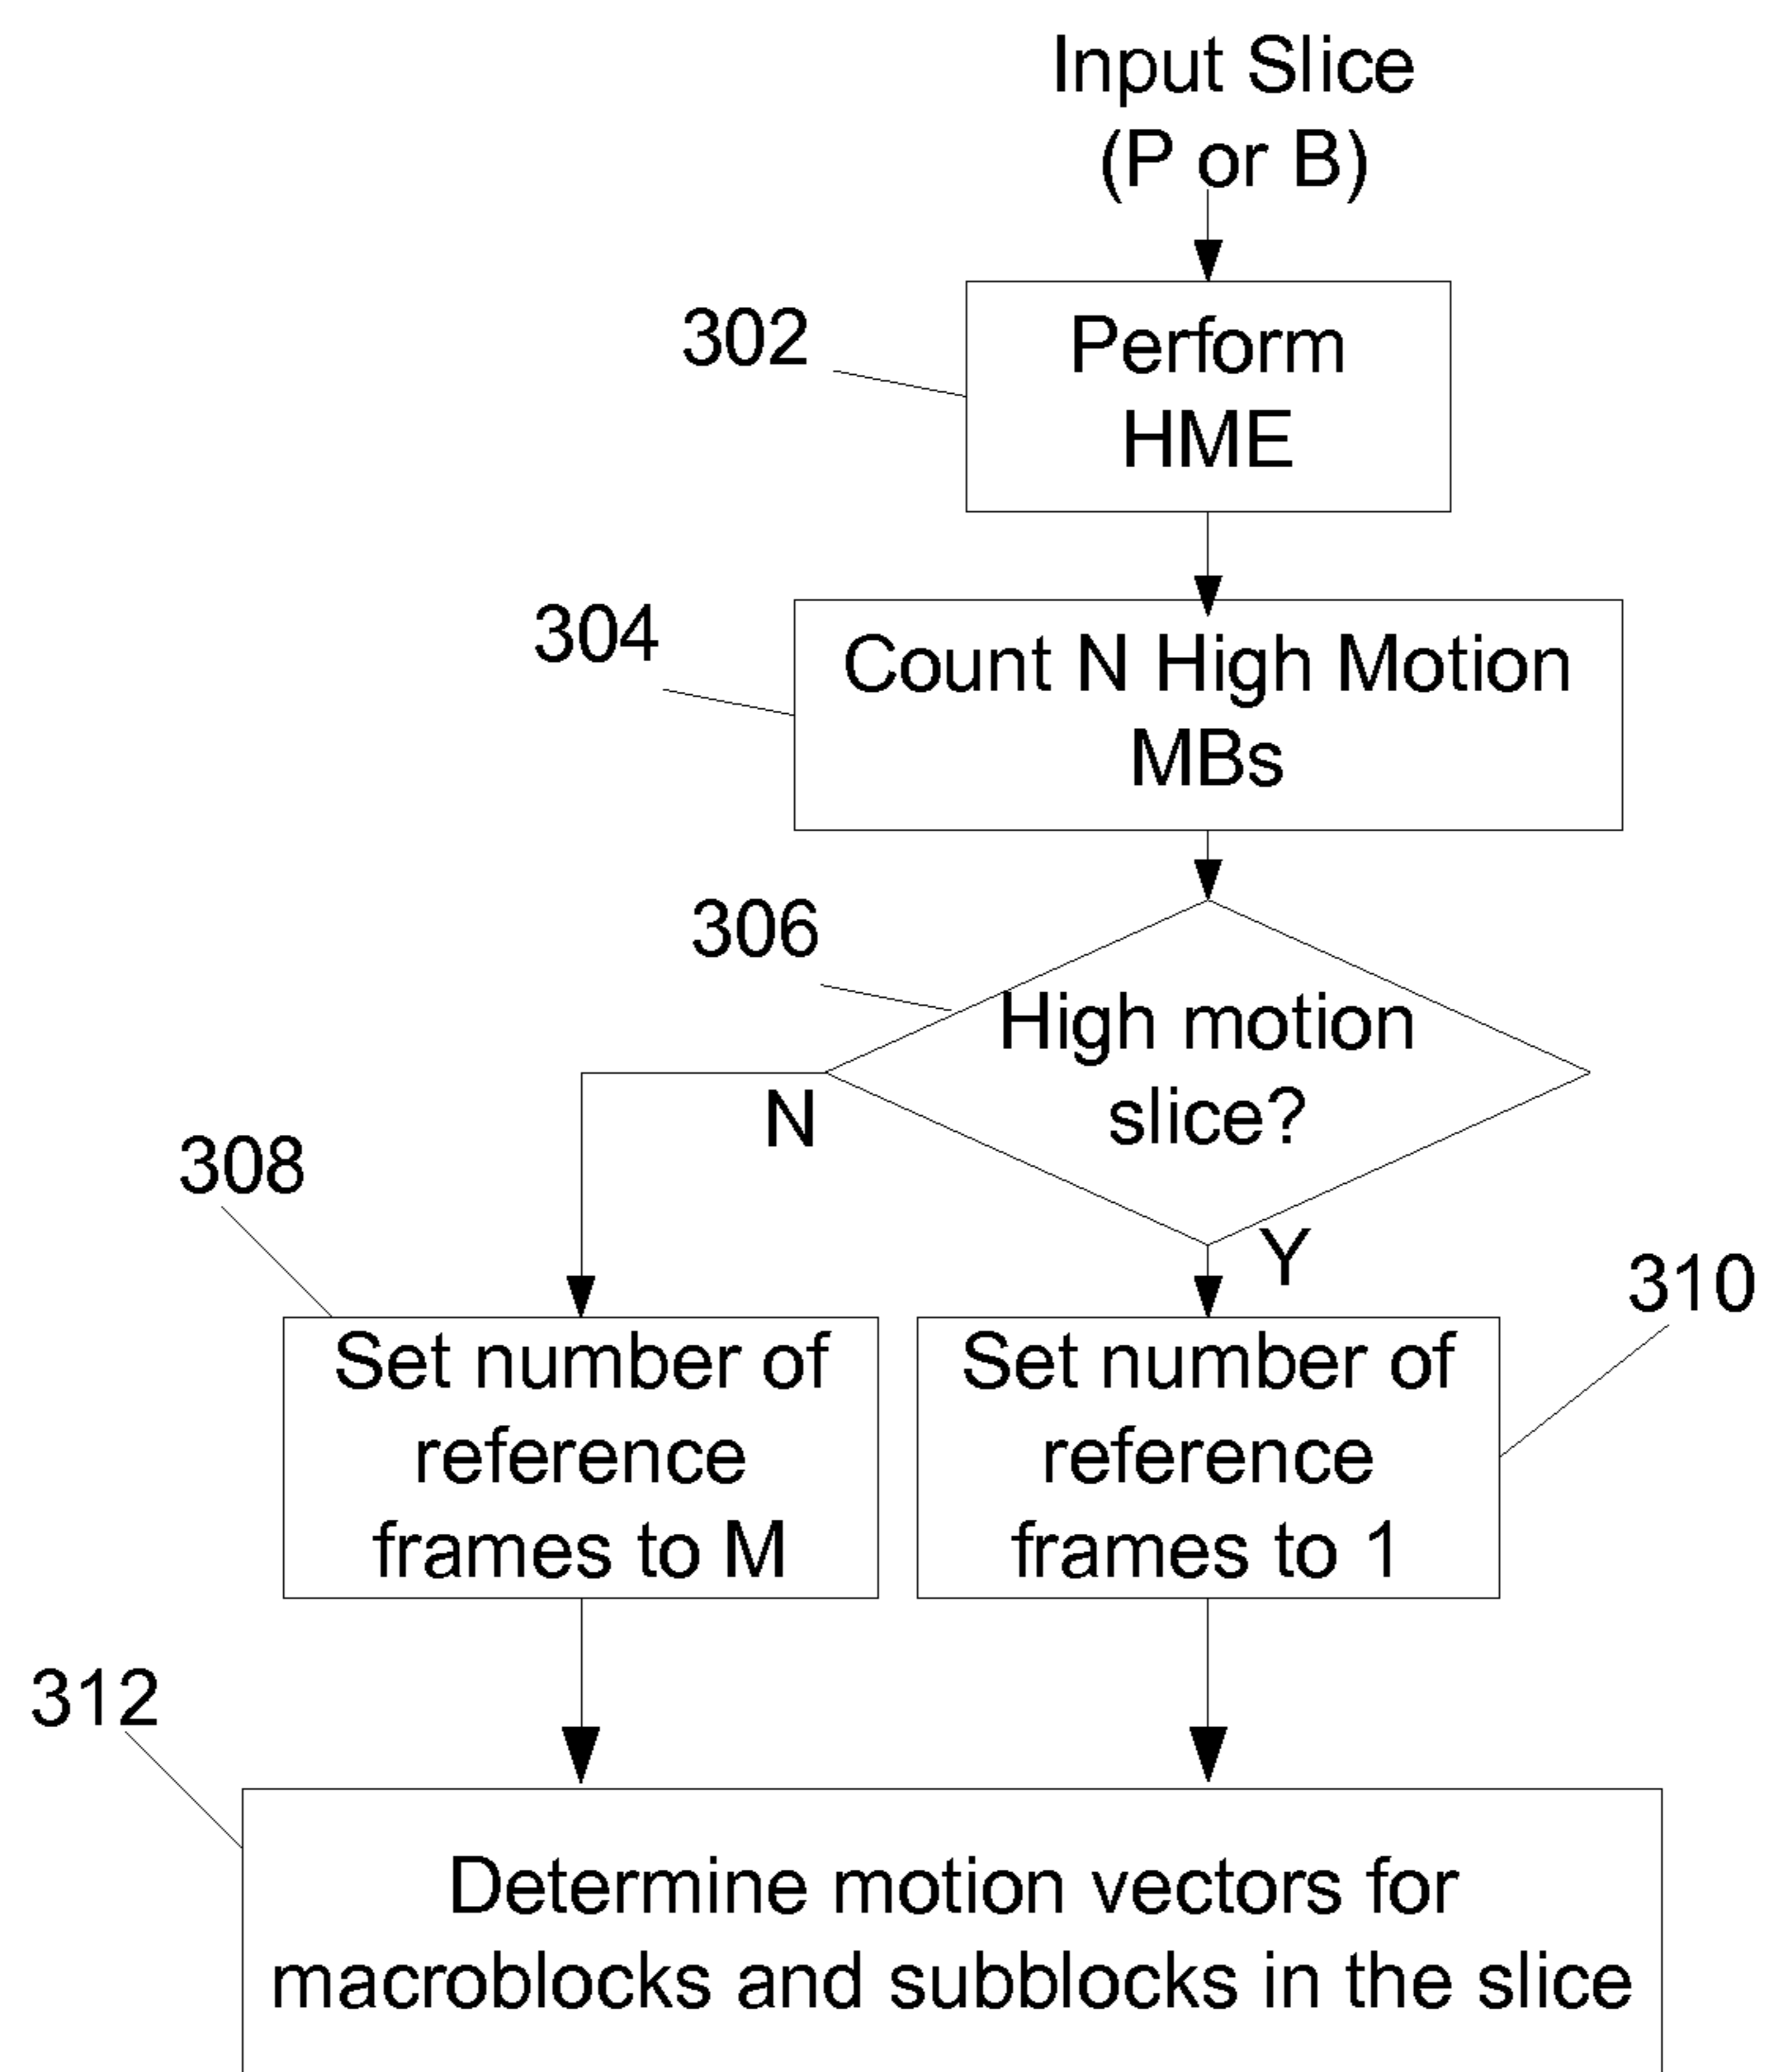 Input Slice
(P or B)
302
Perform
HME
304
Count N High Motion
MBs
306
High motion
slice?
N
Y
308
310
Set number of
reference
frames to M
Set number of
reference
frames to 1
312
Determine motion vectors for
macroblocks and subblocks in the slice